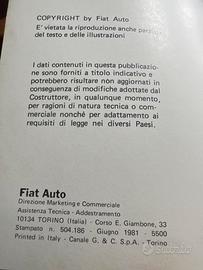 COPYRIGHT by Fiat Auto
E' vietata la riproduzione anche parziale
del testo e delle illustrazioni
I dati contenuti in questa pubblicazio-
ne sono forniti a titolo indicativo e
potrebbero risultare non aggiornati in
conseguenza di modifiche adottate dal
Costruttore, in qualunque momento,
per ragioni di natura tecnica o com-
merciale nonché per adattamento ai
requisiti di legge nei diversi Paesi.
Fiat Auto
Direzione Marketing e Commerciale
Assistenza Tecnica - Addestramento
10134 TORINO (Italia) - Corso E. Giambone, 33
Stampato n. 504.186 - Giugno 1981 - 5500
Printed in Italy - Canale G. & C. S.p.A. - Torino